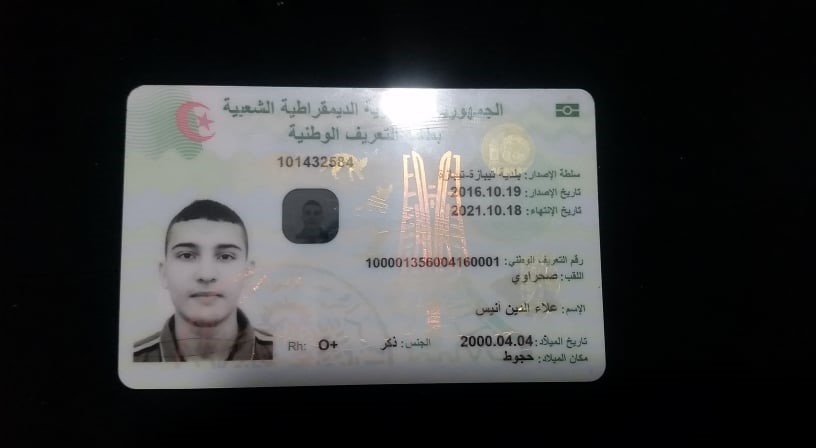 الجمهورية الديمقراطية الشعبية
بطاقة التعريف الوطنية
101432584
سلطة الإصدار: بلدية تيبازة-تيبازة
تاريخ الإصدار: 2016.10.19
تاريخ الإنتهاء: 2021.10.18
رقم التعريف الوطني: 100001356004160001
اللقب: صحراوي
الإسم: علاء الدين أنيس
تاريخ الميلاد: 2000.04.04 الجنس: ذكر Rh: O+
مكان الميلاد: حجوط